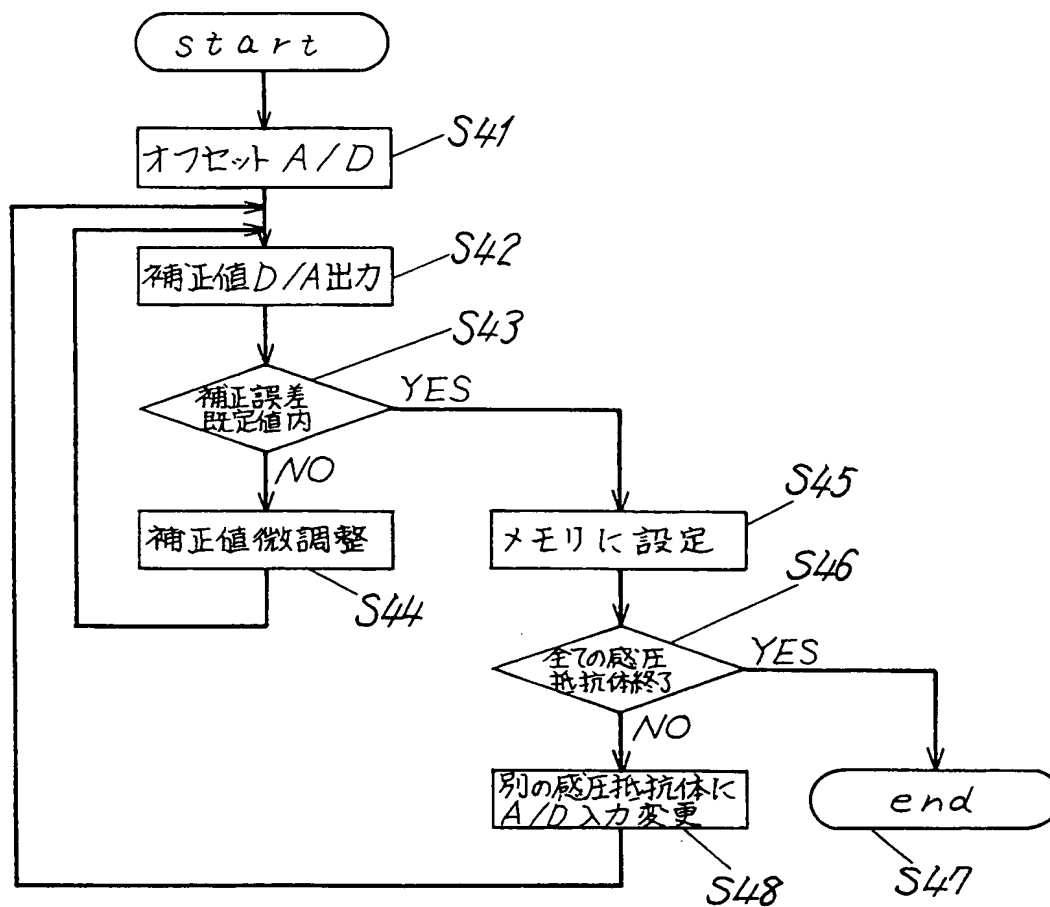 start
オフセット A/D
S41
補正値D/A出力
S42
S43
補正誤差
既定値内
YES
NO
補正値微調整
S44
メモリに設定
S45
S46
全ての感圧
抵抗体終了
YES
NO
別の感圧抵抗体に
A/D入力変更
S48
end
S47